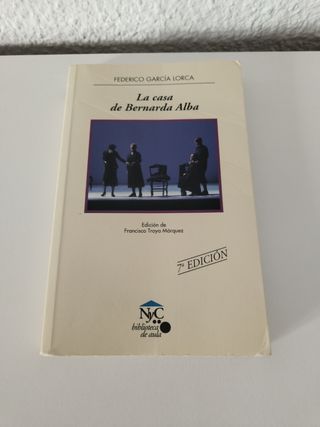 FEDERICO GARCÍA LORCA
La casa
de Bernarda Alba
Edición de
Francisco Troya Márquez
7ª EDICIÓN
NyC
biblioteca
de aula